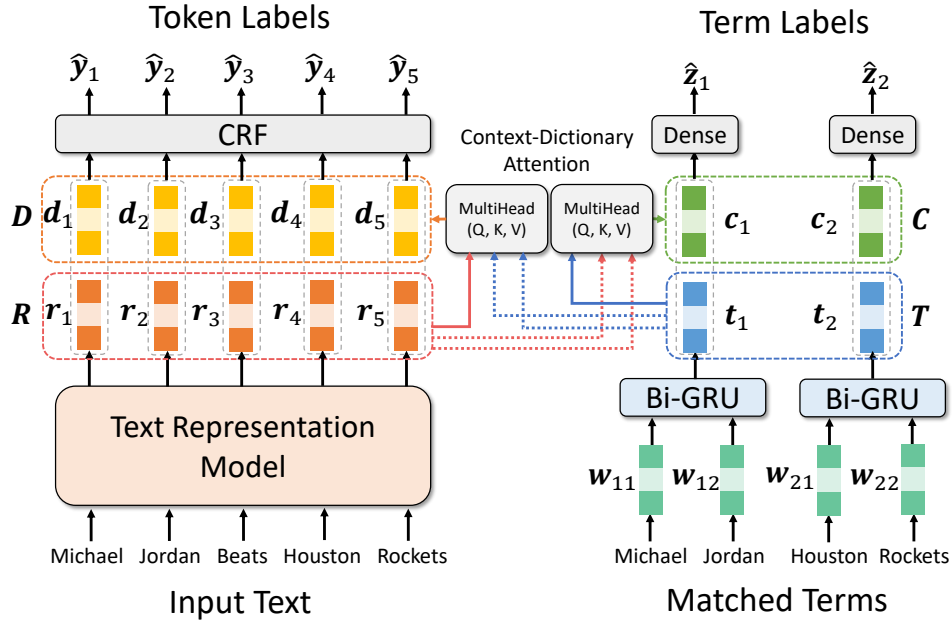 Token Labels
Term Labels
ŷ₁ ŷ₂ ŷ₃ ŷ₄ ŷ₅
ẑ₁ ẑ₂
CRF
Context-Dictionary
Attention
Dense Dense
D d₁ d₂ d₃ d₄ d₅
MultiHead
(Q, K, V)
MultiHead
(Q, K, V)
c₁ c₂ C
R r₁ r₂ r₃ r₄ r₅
t₁ t₂ T
Text Representation
Model
Bi-GRU Bi-GRU
w₁₁ w₁₂ w₂₁ w₂₂
Michael Jordan Beats Houston Rockets
Michael Jordan Houston Rockets
Input Text
Matched Terms